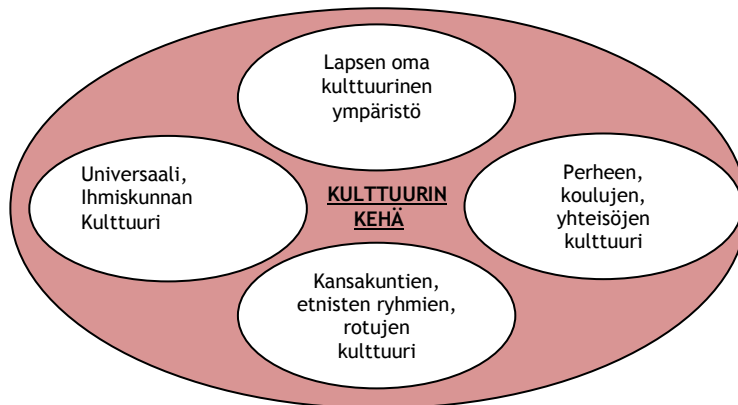 Lapsen oma
kulttuurinen
ympäristö
Universaali,
Ihmiskunnan
Kulttuuri
KULTTUURIN
KEHÄ
Perheen,
koulujen,
yhteisöjen
kulttuuri
Kansakuntien,
etnisten ryhmien,
rotujen
kulttuuri